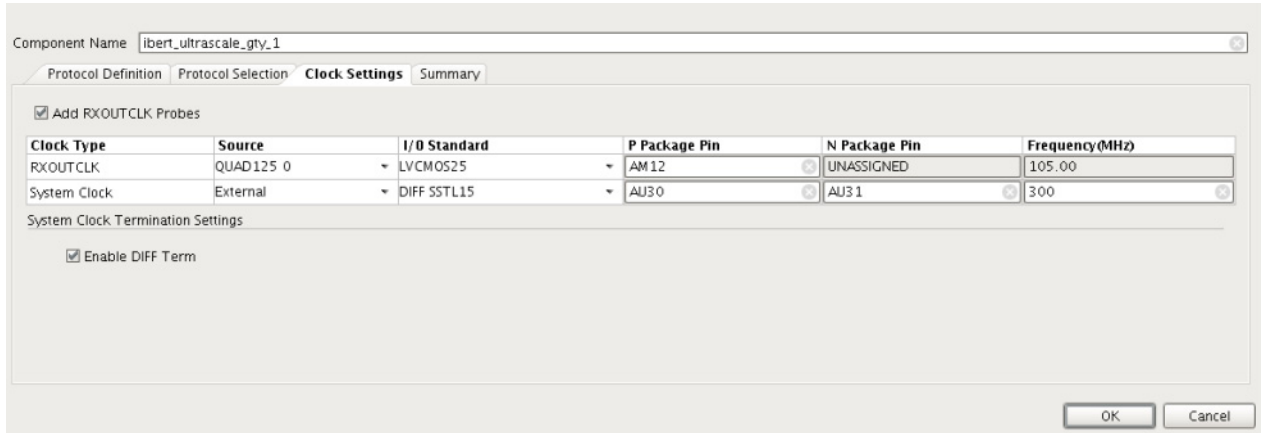 Component Name ibert_ultrascale_gty_1
Protocol Definition Protocol Selection Clock Settings Summary
Add RXOUTCLK Probes
Clock Type Source I/O Standard P Package Pin N Package Pin Frequency(MHz)
RXOUTCLK QUAD125 0 LVCMOS25 AM12 UNASSIGNED 105.00
System Clock External DIFF SSTL15 AU30 AU31 300
System Clock Termination Settings
Enable DIFF Term
OK Cancel